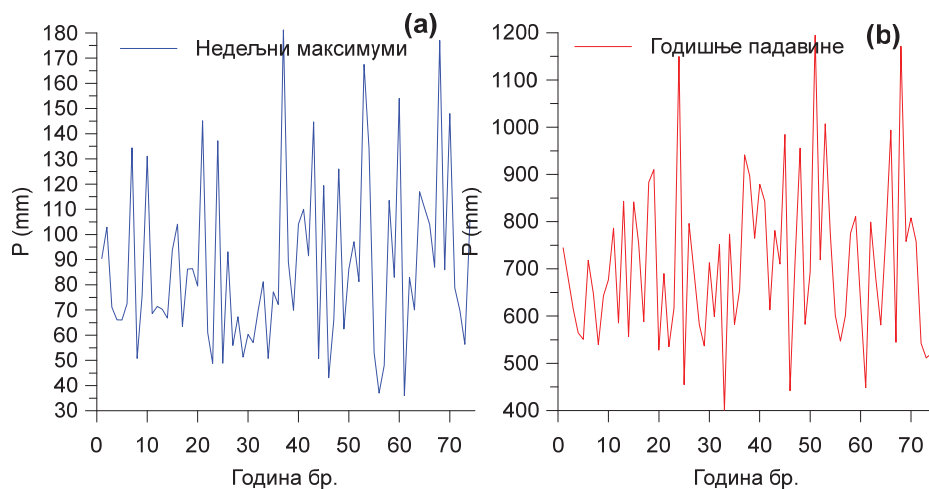 (a)
Недељни максимуми
180
170
160
150
140
130
120
110
100
90
80
70
60
50
40
30
P (mm)
0 10 20 30 40 50 60 70
Година бр.
(b)
Годишње падавине
1200
1100
1000
900
800
700
600
500
400
P (mm)
0 10 20 30 40 50 60 70
Година бр.